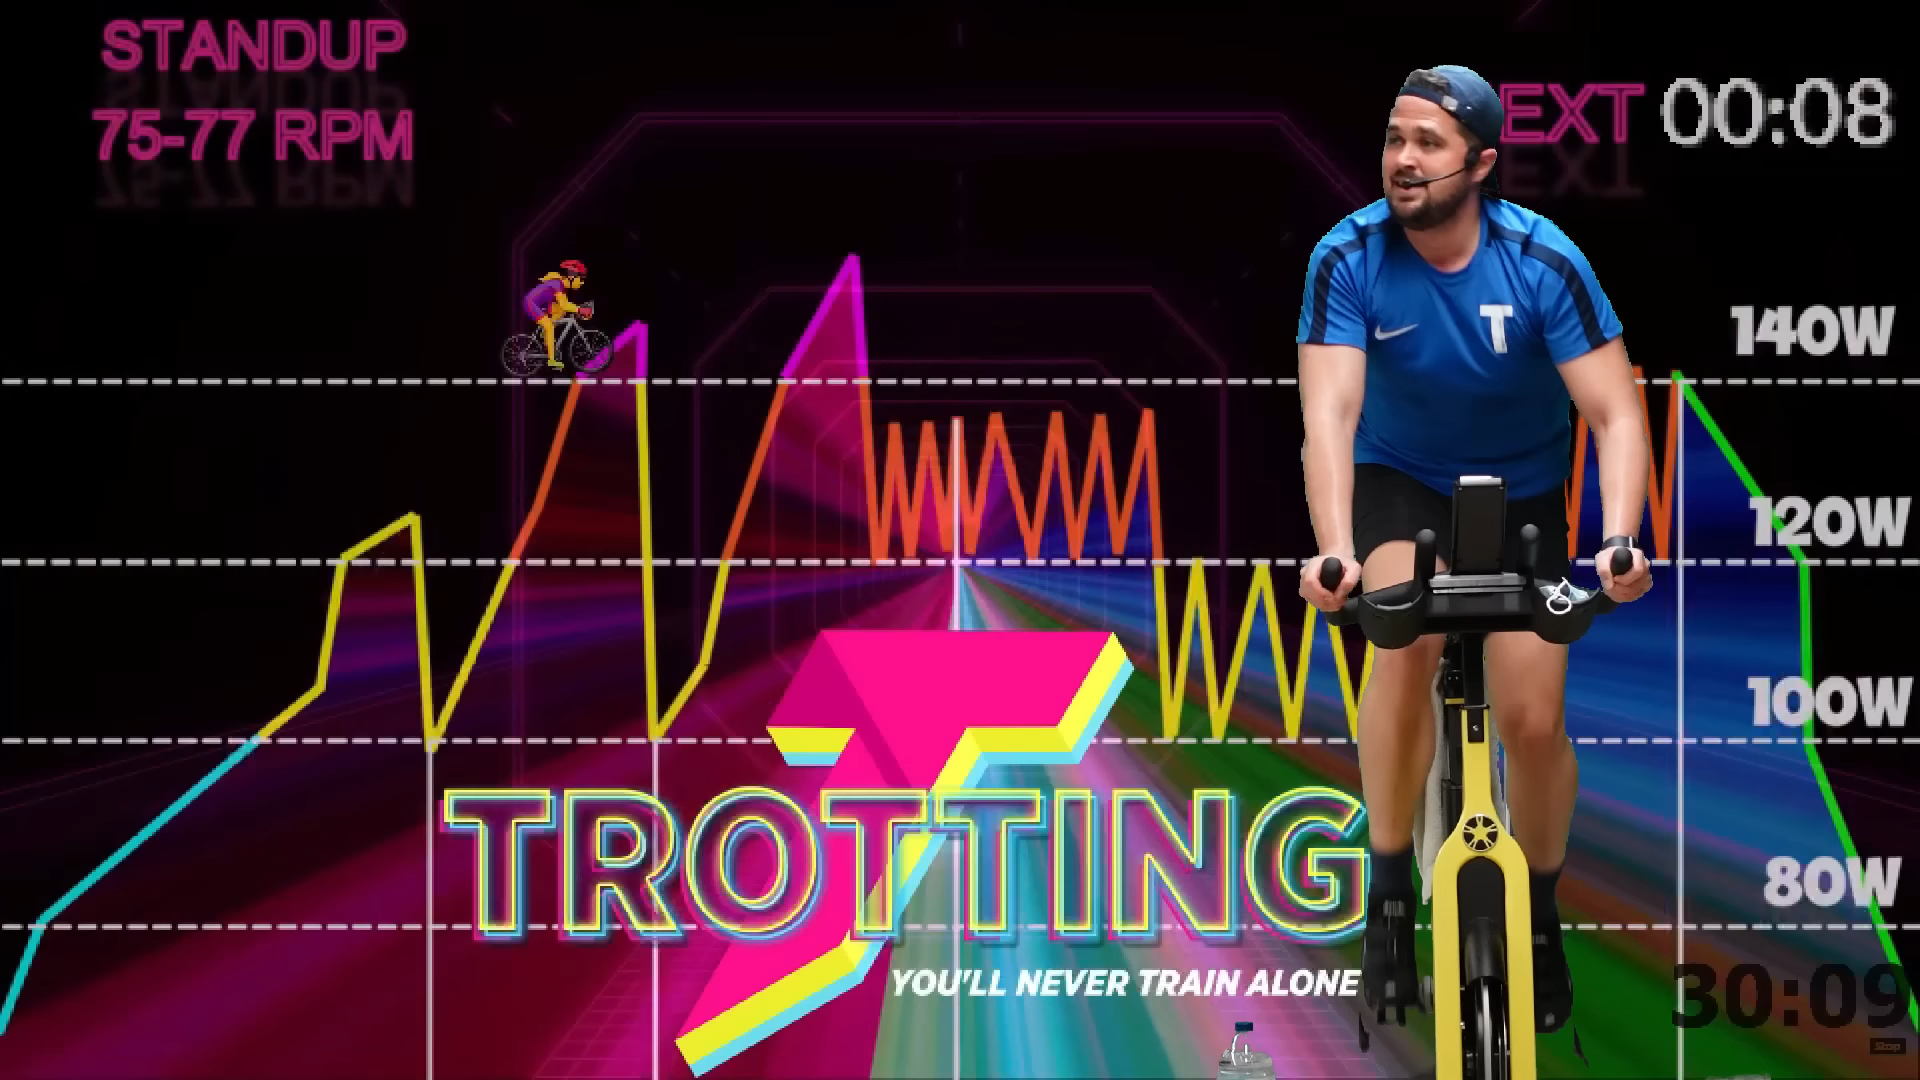 STANDUP
75-77 RPM
EXT 00:08
140W
120W
100W
80W
TROTTING
YOU'LL NEVER TRAIN ALONE
30:09
Stop